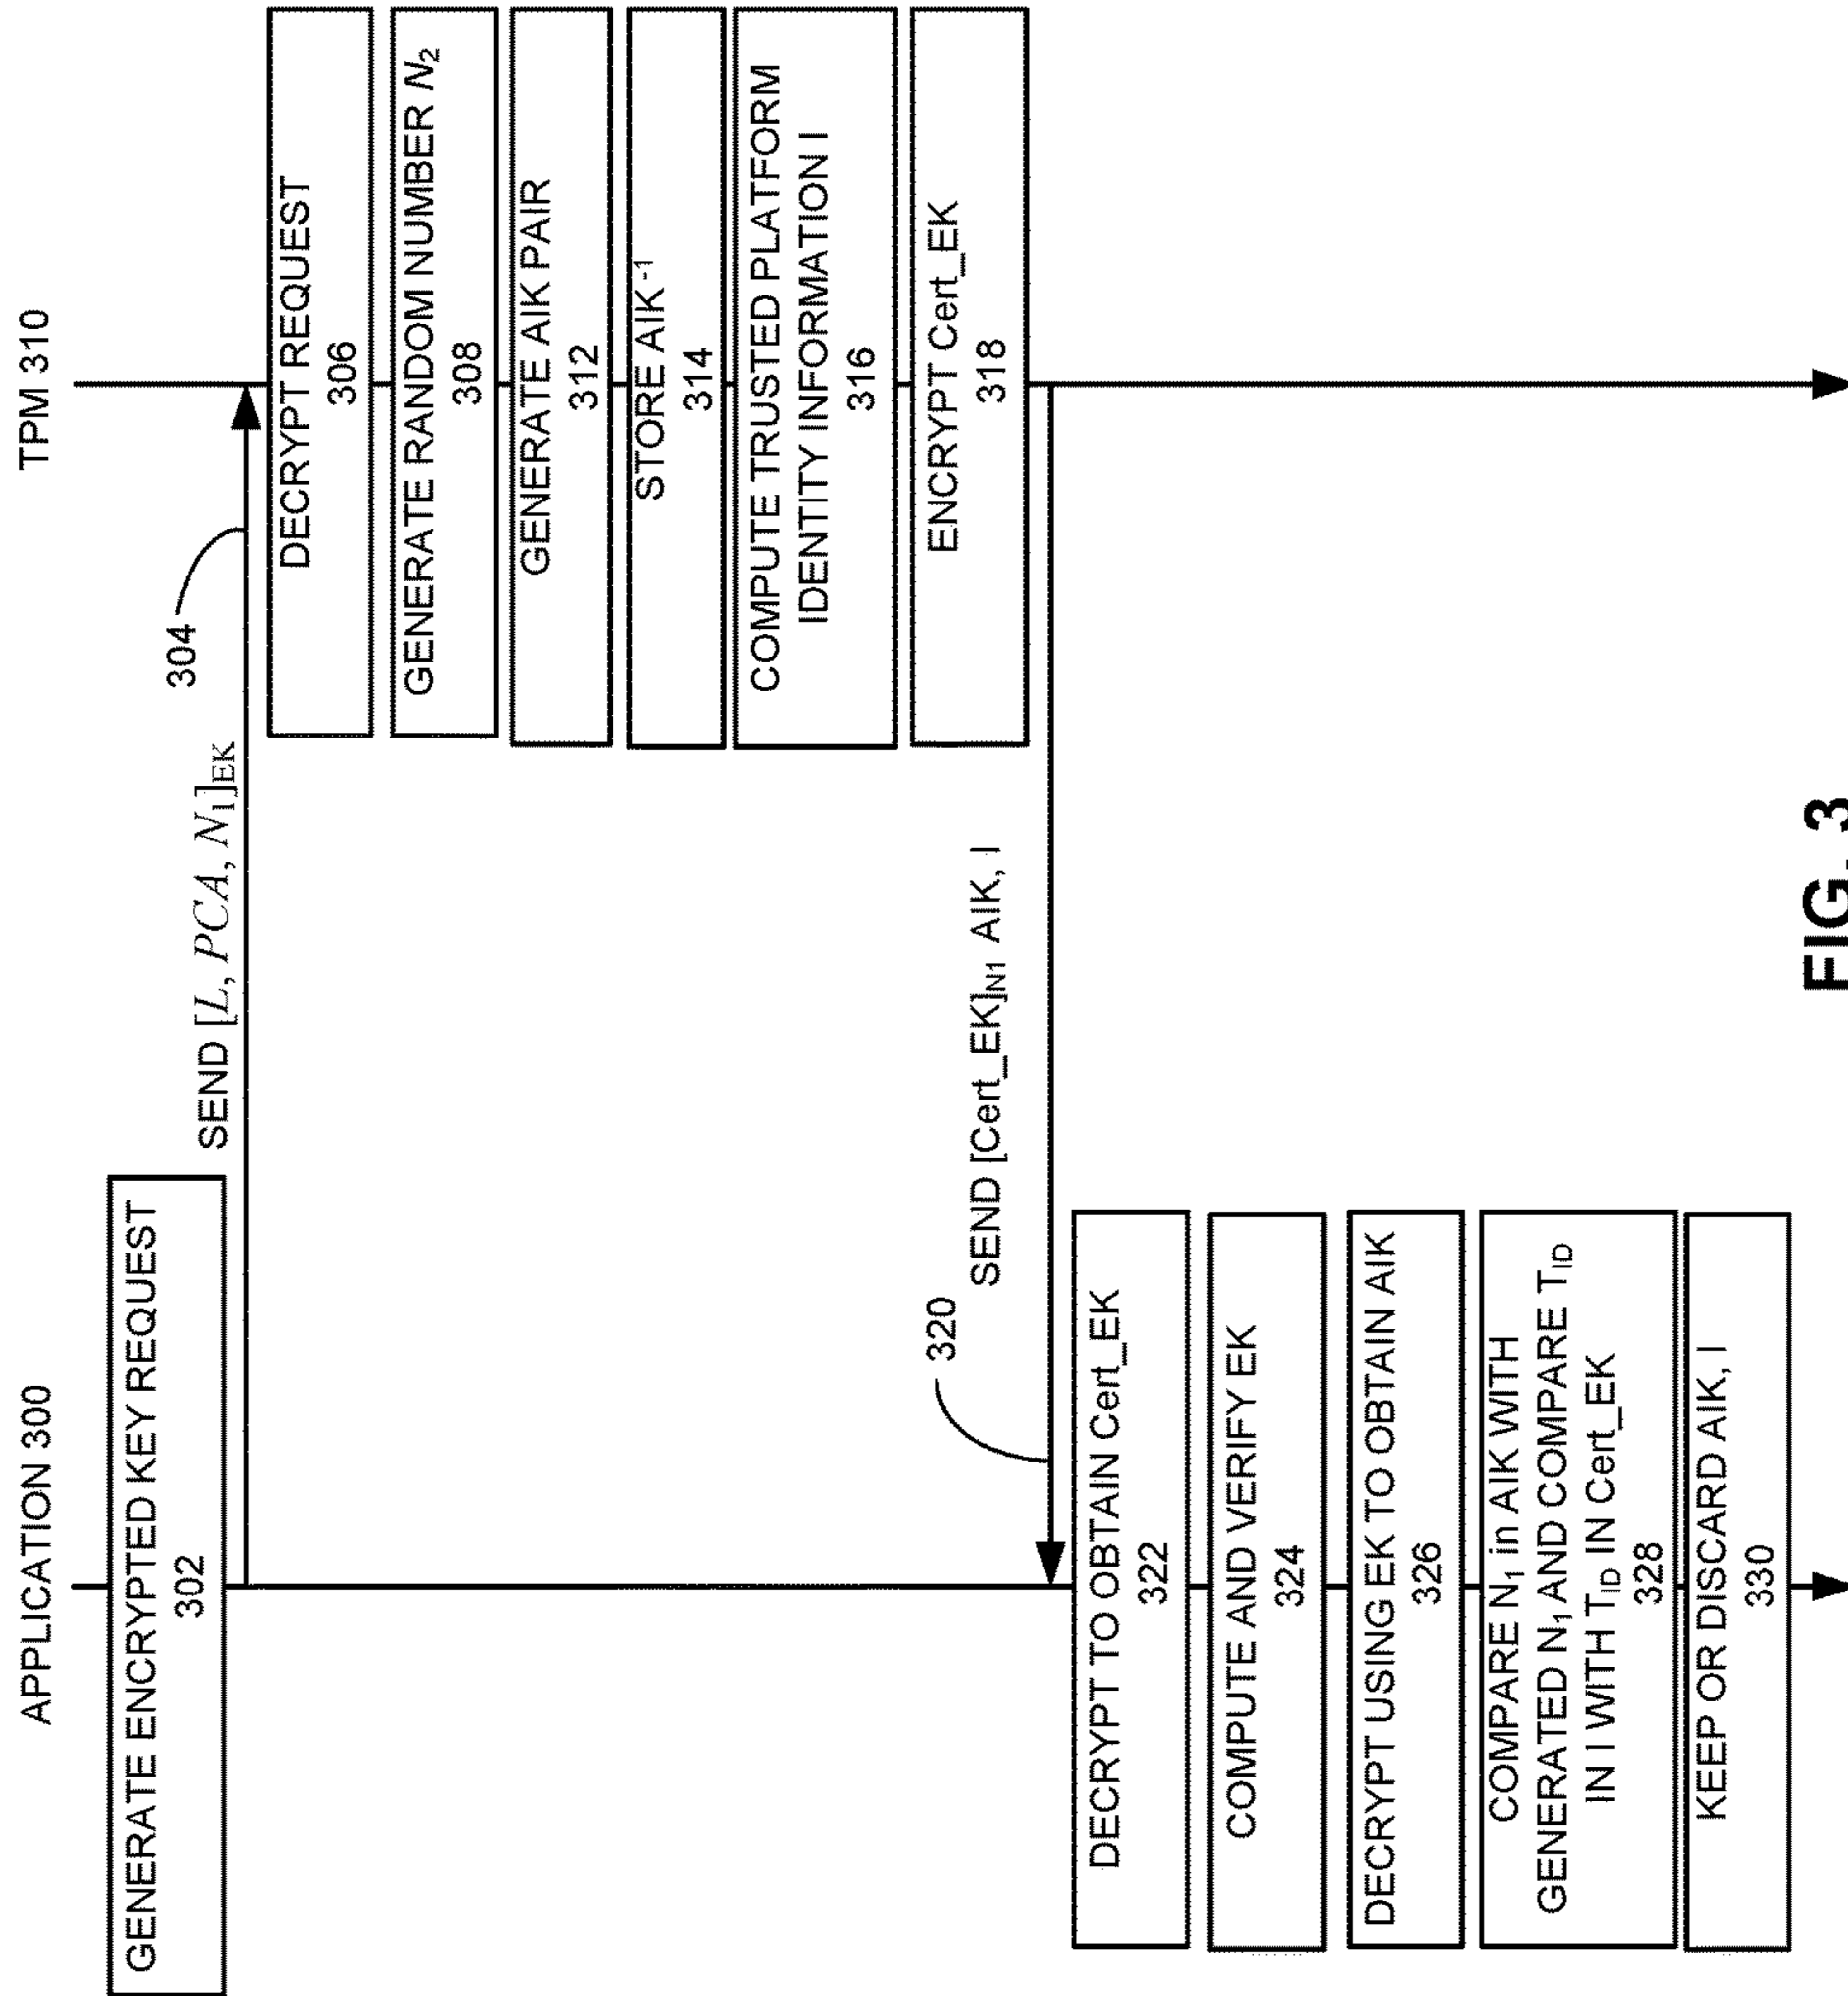 APPLICATION 300
TPM 310
GENERATE ENCRYPTED KEY REQUEST
302
SEND [L, PCA, N₁]EK
304
DECRYPT REQUEST
306
GENERATE RANDOM NUMBER N₂
308
GENERATE AIK PAIR
312
STORE AIK⁻¹
314
COMPUTE TRUSTED PLATFORM
IDENTITY INFORMATION I
316
ENCRYPT Cert_EK
318
320
SEND [Cert_EK]N1 AIK, I
DECRYPT TO OBTAIN Cert_EK
322
COMPUTE AND VERIFY EK
324
DECRYPT USING EK TO OBTAIN AIK
326
COMPARE N₁ in AIK WITH
GENERATED N₁ AND COMPARE TID
IN I WITH TID IN Cert_EK
328
KEEP OR DISCARD AIK, I
330
FIG. 3